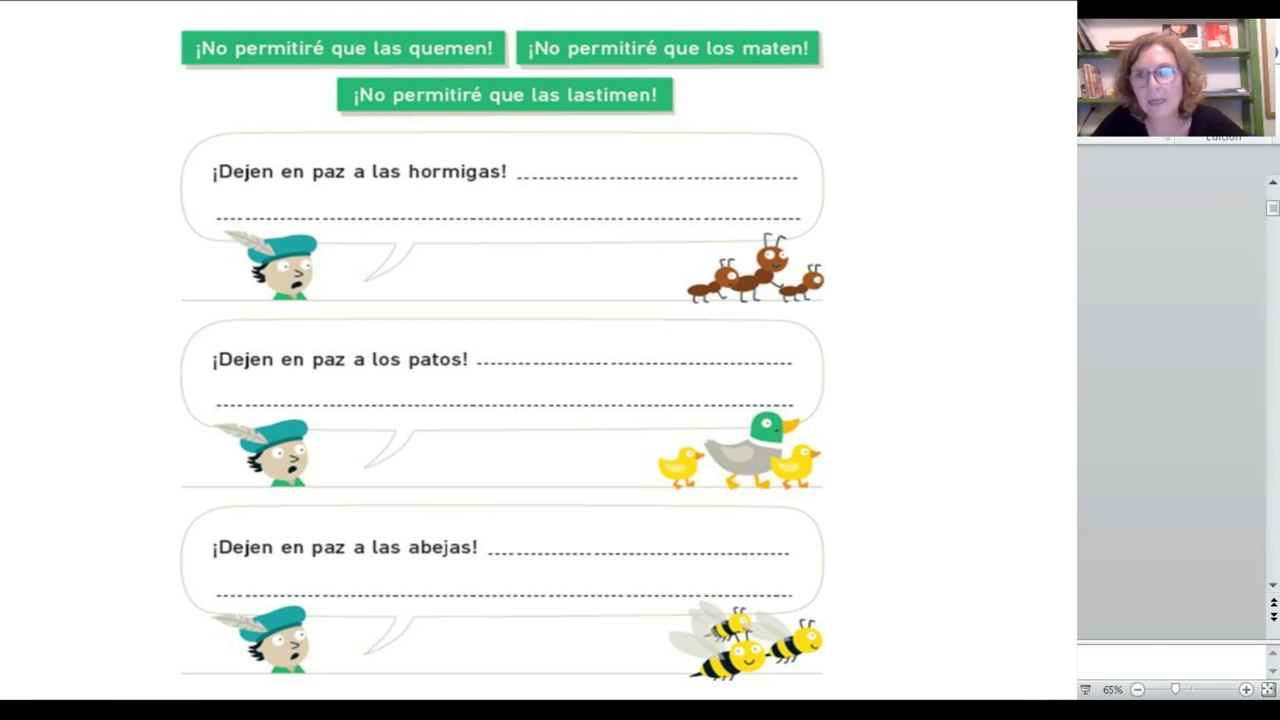 ¡No permitiré que las quemen! ¡No permitiré que los maten!
¡No permitiré que las lastimen!
¡Dejen en paz a las hormigas!
¡Dejen en paz a los patos!
¡Dejen en paz a las abejas!
65%